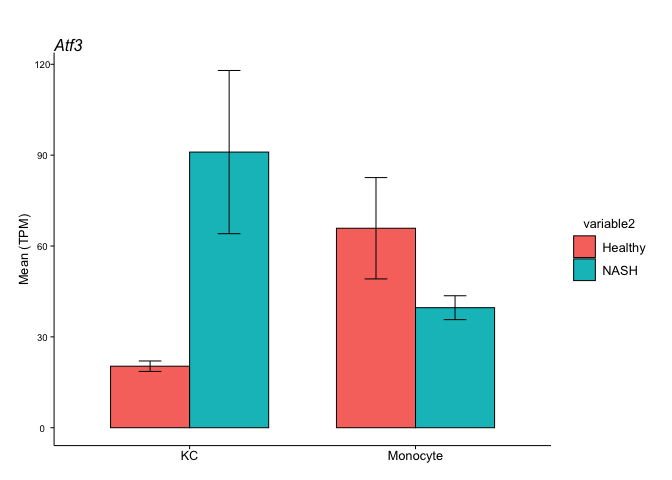 Atf3
120
90
60
30
0
Mean (TPM)
KC
Monocyte
variable2
Healthy
NASH